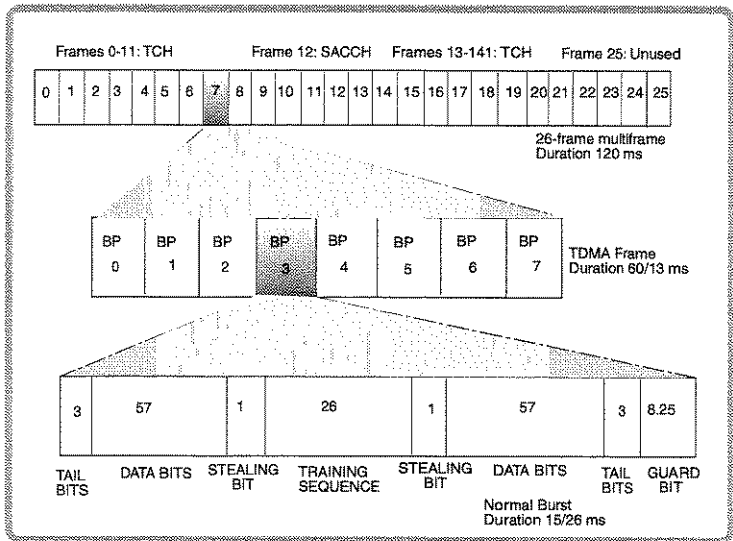 Frames 0-11: TCH Frame 12: SACCH Frames 13-141: TCH Frame 25: Unused
0 1 2 3 4 5 6 7 8 9 10 11 12 13 14 15 16 17 18 19 20 21 22 23 24 25
26-frame multiframe
Duration 120 ms
BP BP BP BP BP BP BP BP
0 1 2 3 4 5 6 7
TDMA Frame
Duration 60/13 ms
3 57 1 26 1 57 3 8.25
TAIL BITS DATA BITS STEALING BIT TRAINING SEQUENCE STEALING BIT DATA BITS TAIL BITS GUARD BIT
Normal Burst
Duration 15/26 ms